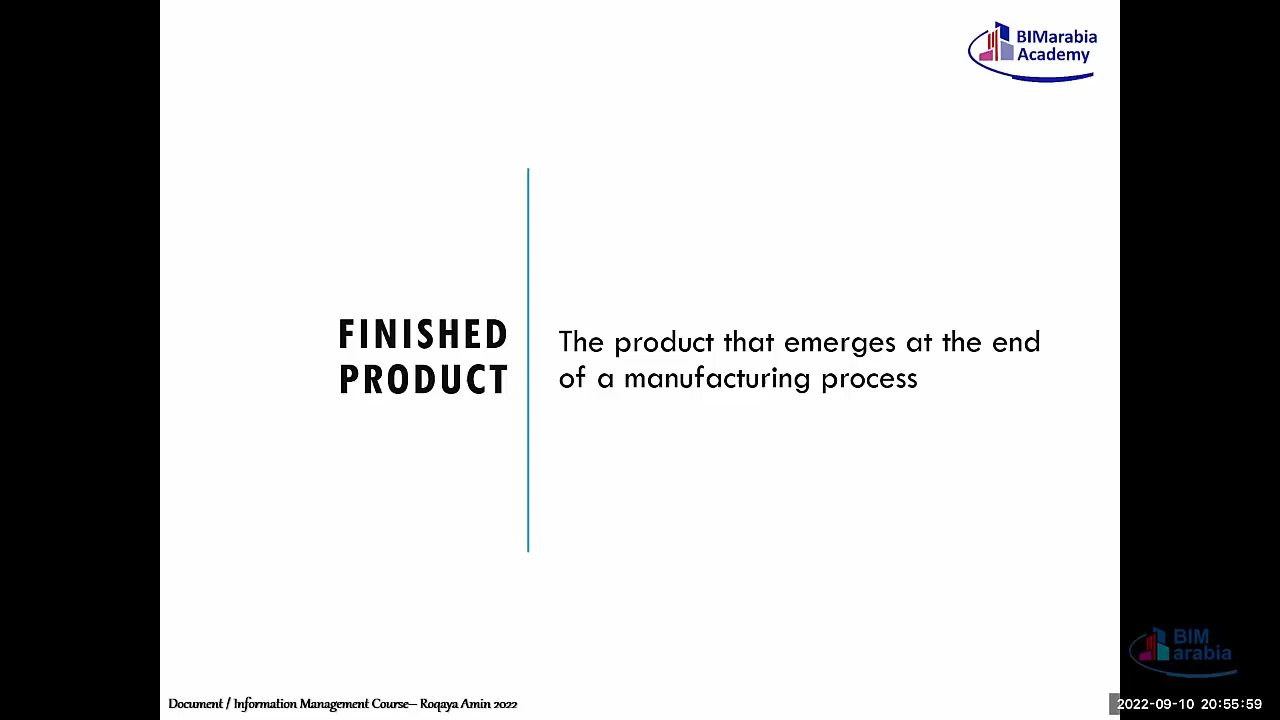 BIMarabia
Academy
FINISHED
PRODUCT
The product that emerges at the end
of a manufacturing process
BIM
arabia
Document / Information Management Course– Roqaya Amin 2022
2022-09-10 20:55:59